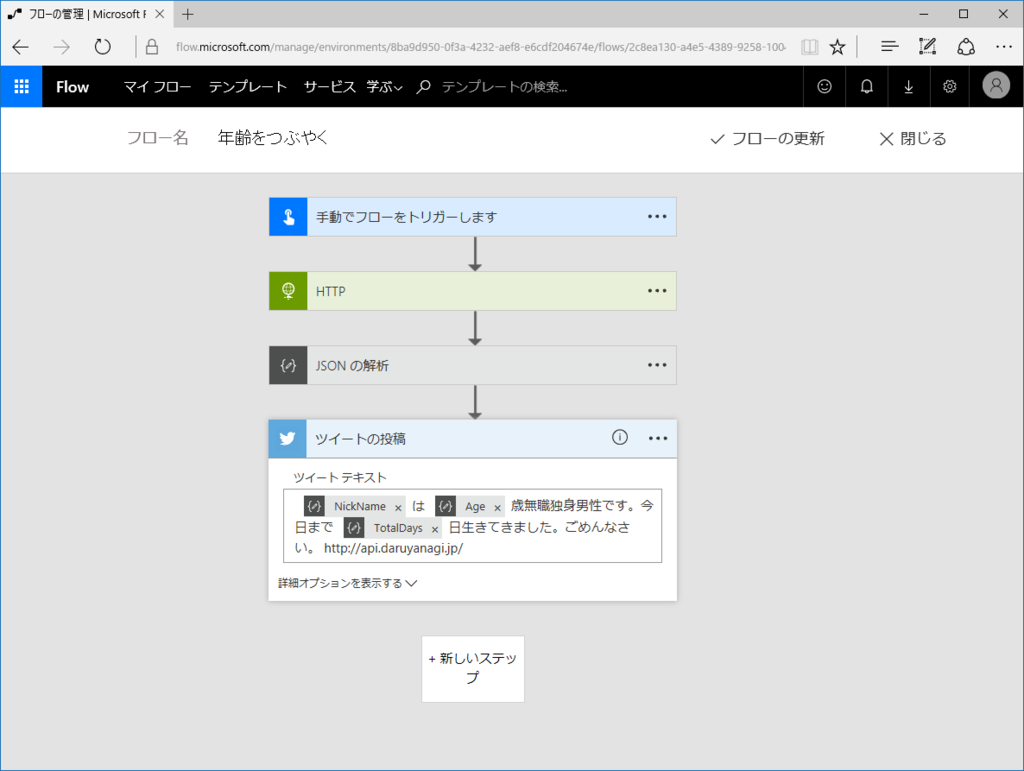 フローの管理 | Microsoft F
flow.microsoft.com/manage/environments/8ba9d950-0f3a-4232-aef8-e6cdf204674e/flows/2c8ea130-a4e5-4389-9258-100
Flow マイ フロー テンプレート サービス 学ぶ テンプレートの検索...
フロー名 年齢をつぶやく フローの更新 閉じる
手動でフローをトリガーします
HTTP
JSON の解析
ツイートの投稿
ツイート テキスト
NickName × は Age × 歳無職独身男性です。今
日まで TotalDays × 日生きてきました。ごめんなさ
い。 http://api.daruyanagi.jp/
詳細オプションを表示する
+ 新しいステッ
プ